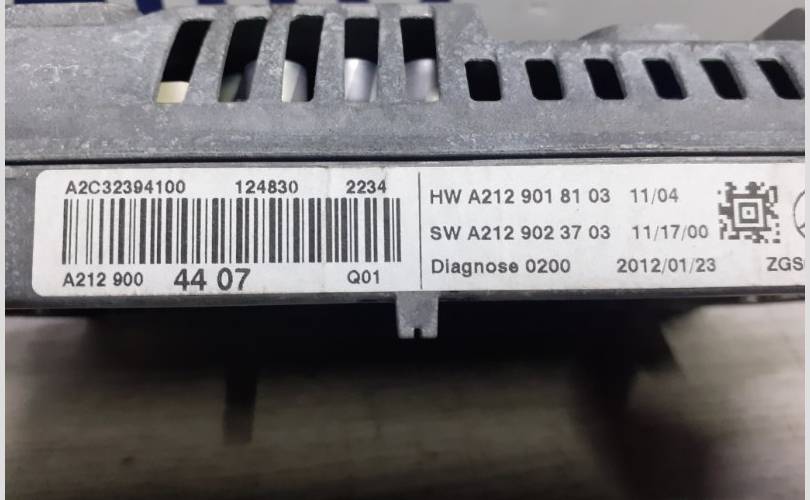 A2C32394100 124830 2234
A212 900 44 07 Q01
HW A212 901 81 03 11/04
SW A212 902 37 03 11/17/00
Diagnose 0200 2012/01/23 ZGS